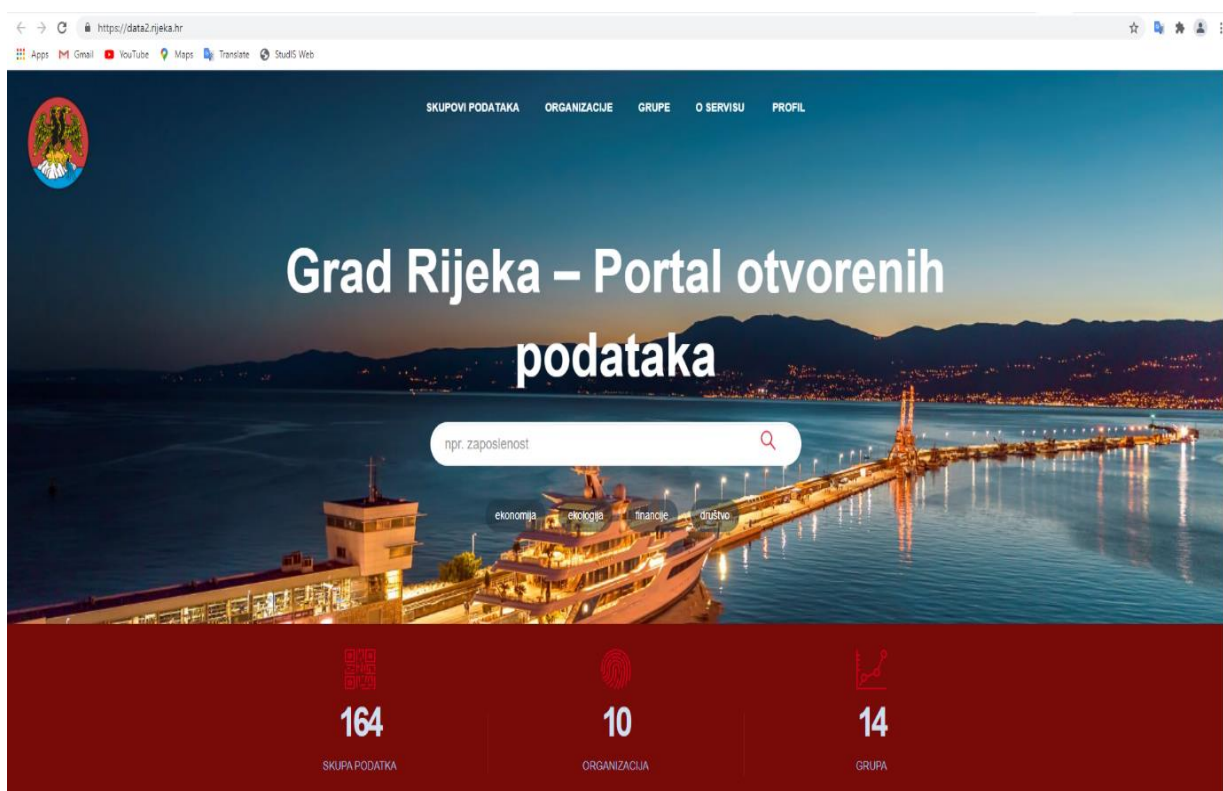 https://data2.rijeka.hr
Apps Gmail YouTube Maps Translate StudIS Web
SKUPOVI PODATAKA ORGANIZACIJE GRUPE O SERVISU PROFIL
Grad Rijeka – Portal otvorenih
podataka
npr. zaposlenost
ekonomija ekologija financije društvo
164 10 14
SKUPA PODATKA ORGANIZACIJA GRUPA